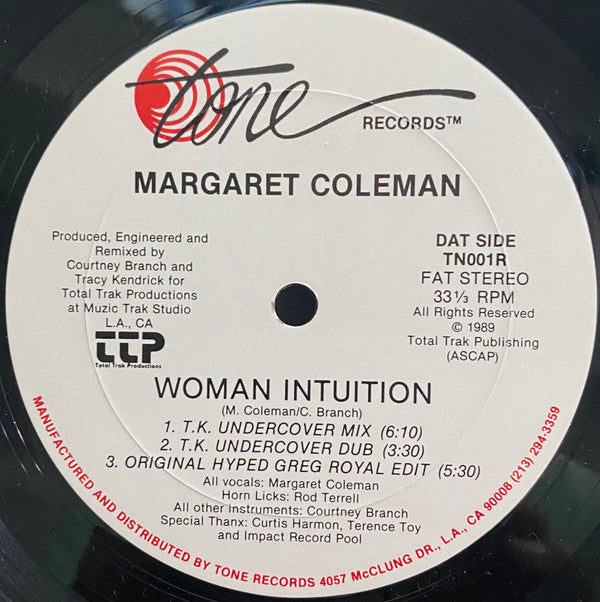 tone
RECORDS™
MARGARET COLEMAN
Produced, Engineered and
Remixed by
Courtney Branch and
Tracy Kendrick for
Total Trak Productions
at Muzic Trak Studio
L.A., CA
TTP
Total Trak Productions
DAT SIDE
TN001R
FAT STEREO
33⅓ RPM
All Rights Reserved
© 1989
Total Trak Publishing
(ASCAP)
WOMAN INTUITION
(M. Coleman/C. Branch)
1. T.K. UNDERCOVER MIX (6:10)
2. T.K. UNDERCOVER DUB (3:30)
3. ORIGINAL HYPED GREG ROYAL EDIT (5:30)
All vocals: Margaret Coleman
Horn Licks: Rod Terrell
All other instruments: Courtney Branch
Special Thanx: Curtis Harmon, Terence Toy
and Impact Record Pool
MANUFACTURED AND DISTRIBUTED BY TONE RECORDS 4057 McCLUNG DR., L.A., CA 90008 (213) 294-3359